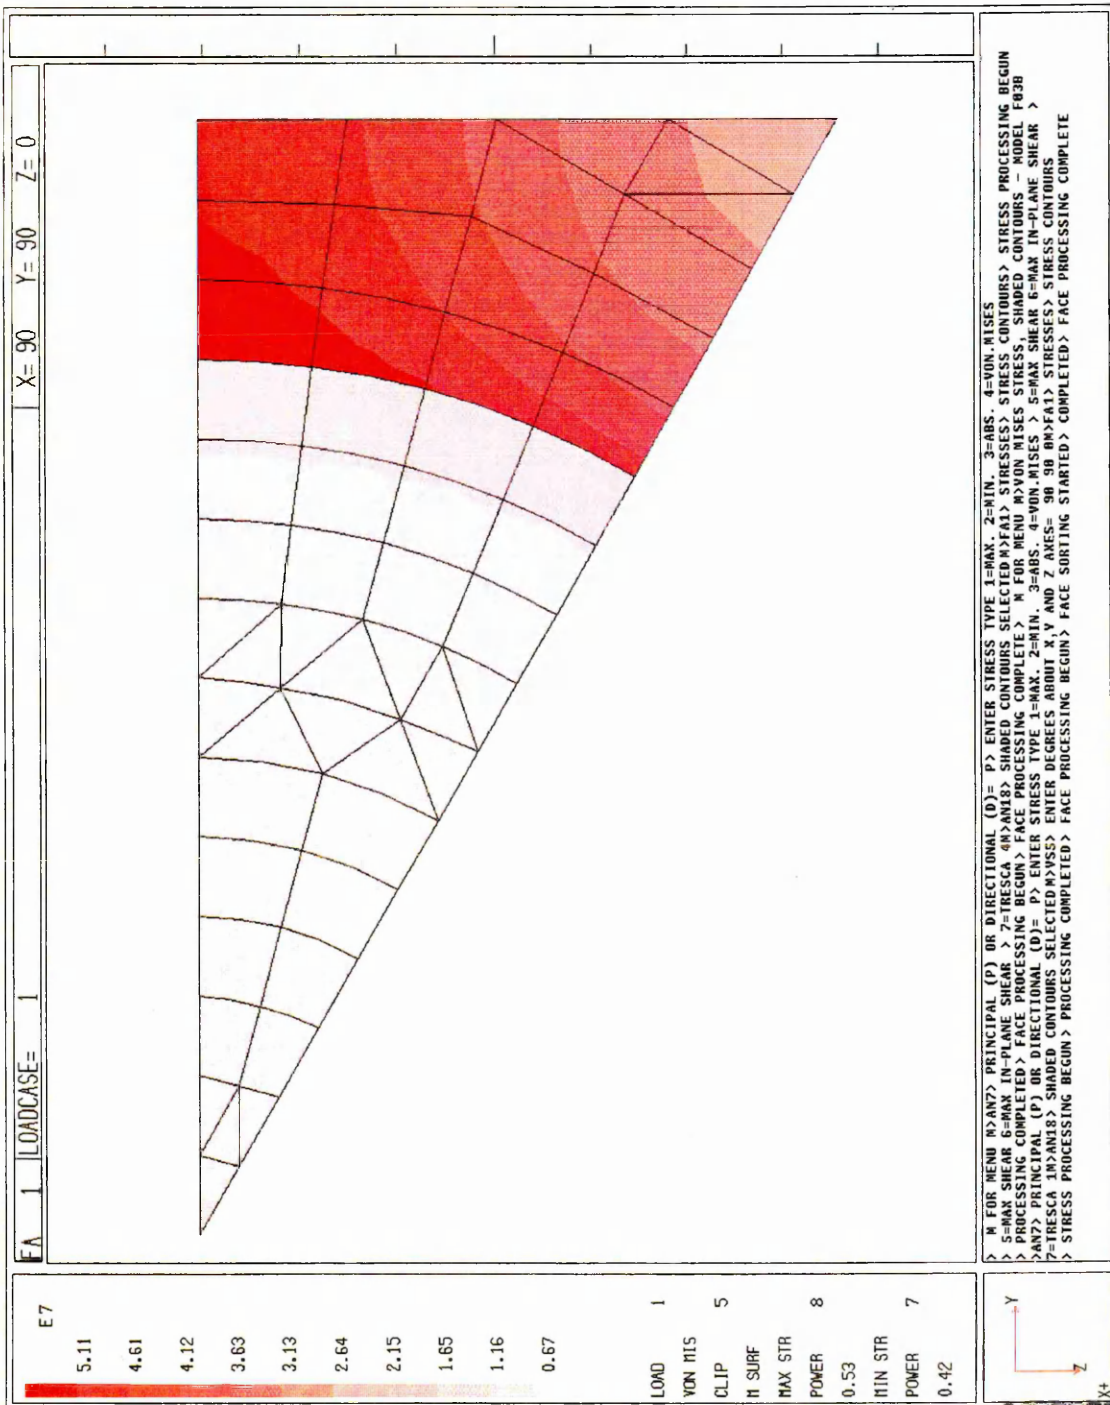 FA 1 LOADCASE= 1 X= 90 Y= 90 Z= 0
E7
5.11
4.61
4.12
3.63
3.13
2.64
2.15
1.65
1.16
0.67
LOAD 1
VON MIS
CLIP 5
M SURF
MAX STR
POWER 8
0.53
MIN STR
POWER 7
0.42
> M FOR MENU M>AN7> PRINCIPAL (P) OR DIRECTIONAL (D)= P> ENTER STRESS TYPE 1=MAX. 2=MIN. 3=ABS. 4=VON.MISES
> 5=MAX SHEAR 6=MAX IN-PLANE SHEAR > 7=TRESCA 4M>AN18> SHADED CONTOURS SELECTED M>FA1> STRESSES> STRESS CONTOURS> STRESS PROCESSING BEGUN
> PROCESSING COMPLETED> FACE PROCESSING BEGUN> FACE PROCESSING COMPLETE> M FOR MENU M>VON MISES STRESS, SHADED CONTOURS - MODEL F03B
>AN7> PRINCIPAL (P) OR DIRECTIONAL (D)= P> ENTER STRESS TYPE 1=MAX. 2=MIN. 3=ABS. 4=VON.MISES > 5=MAX SHEAR 6=MAX IN-PLANE SHEAR >
7=TRESCA 1M>AN18> SHADED CONTOURS SELECTED M>VS5> ENTER DEGREES ABOUT X,Y AND Z AXES= 90 90 0M>FA1> STRESSES> STRESS CONTOURS
> STRESS PROCESSING BEGUN> PROCESSING COMPLETED> FACE PROCESSING BEGUN> FACE SORTING STARTED> COMPLETED> FACE PROCESSING COMPLETE
Y
Z
X+